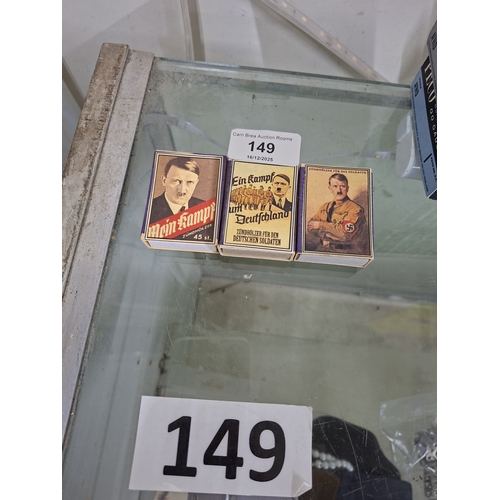 Carn Brea Auction Rooms
149
16/12/2025
Mein Kampf
ZÜNDHÖLZER
45 st.
Ein Kampf
um Deutschland
ZÜNDHÖLZER FÜR DEN
DEUTSCHEN SOLDATEN
149